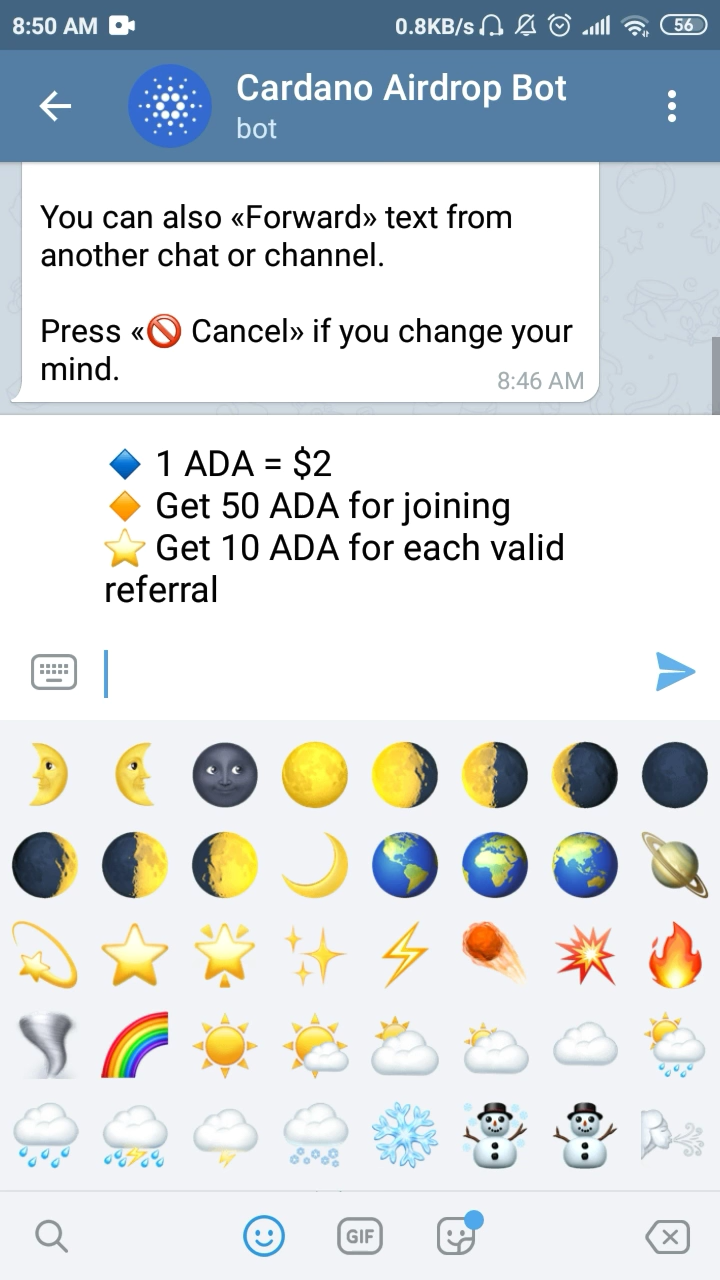 8:50 AM 0.8KB/s 56
Cardano Airdrop Bot
bot
You can also «Forward» text from
another chat or channel.
Press «🚫 Cancel» if you change your
mind.
8:46 AM
🔷 1 ADA = $2
🔶 Get 50 ADA for joining
⭐ Get 10 ADA for each valid
referral
GIF